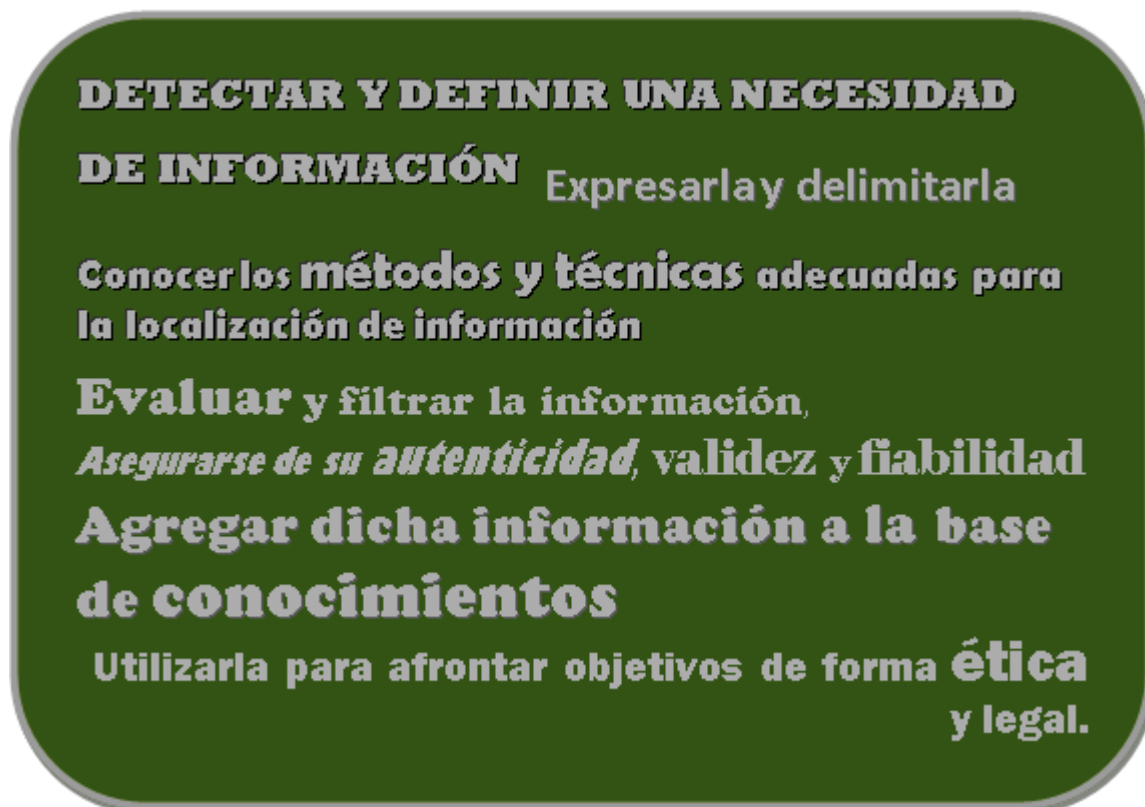 DETECTAR Y DEFINIR UNA NECESIDAD
DE INFORMACIÓN Expresarla y delimitarla
Conocer los métodos y técnicas adecuadas para
la localización de información
Evaluar y filtrar la información,
Asegurarse de su autenticidad, validez y fiabilidad
Agregar dicha información a la base
de conocimientos
Utilizarla para afrontar objetivos de forma ética
y legal.